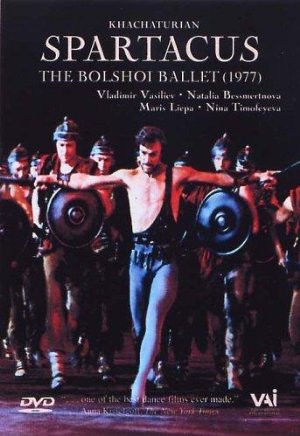 KHACHATURIAN
SPARTACUS
THE BOLSHOI BALLET (1977)
Vladimir Vasiliev • Natalia Bessmertnova
Maris Liepa • Nina Timofeyeva
DVD
"... one of the best dance films ever made."
Anna Kisselgoff, The New York Times
VAI